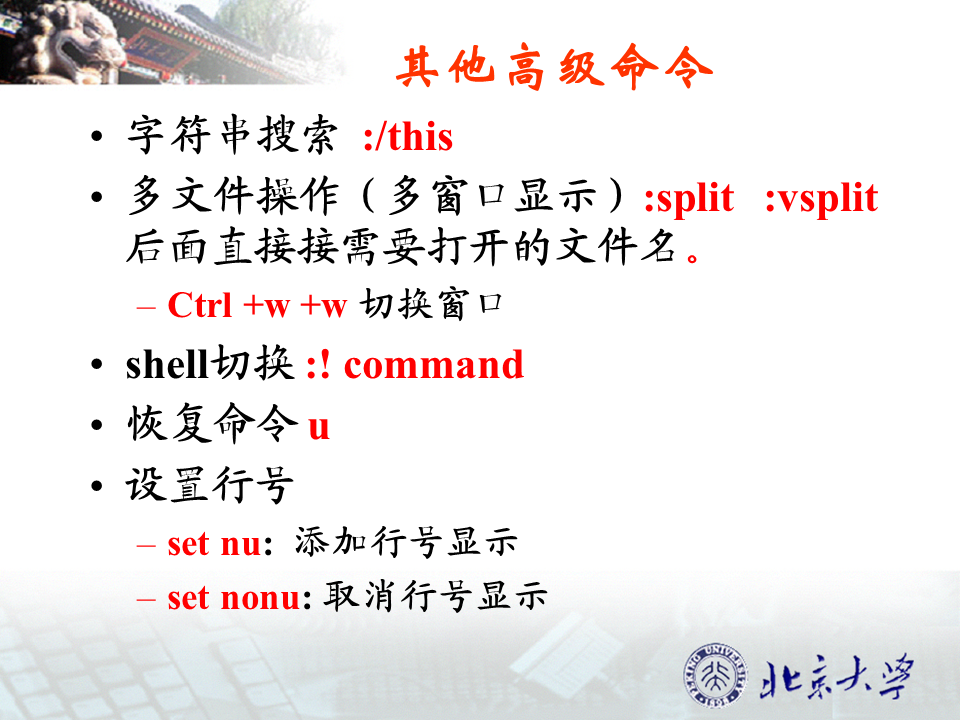 其他高级命令
• 字符串搜索 :/this
• 多文件操作（多窗口显示）:split :vsplit
后面直接接需要打开的文件名。
– Ctrl +w +w 切换窗口
• shell切换 :! command
• 恢复命令 u
• 设置行号
– set nu: 添加行号显示
– set nonu: 取消行号显示
PEKING UNIVERSITY
1898
北京大学